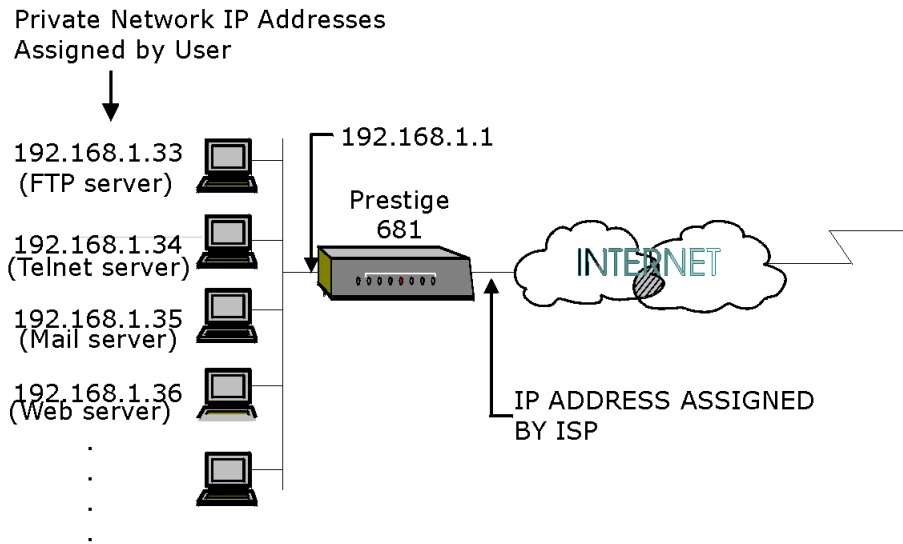 Private Network IP Addresses
Assigned by User
192.168.1.33
(FTP server)
192.168.1.34
(Telnet server)
192.168.1.35
(Mail server)
192.168.1.36
(Web server)
.
.
.
.
192.168.1.1
Prestige
681
INTERNET
IP ADDRESS ASSIGNED
BY ISP